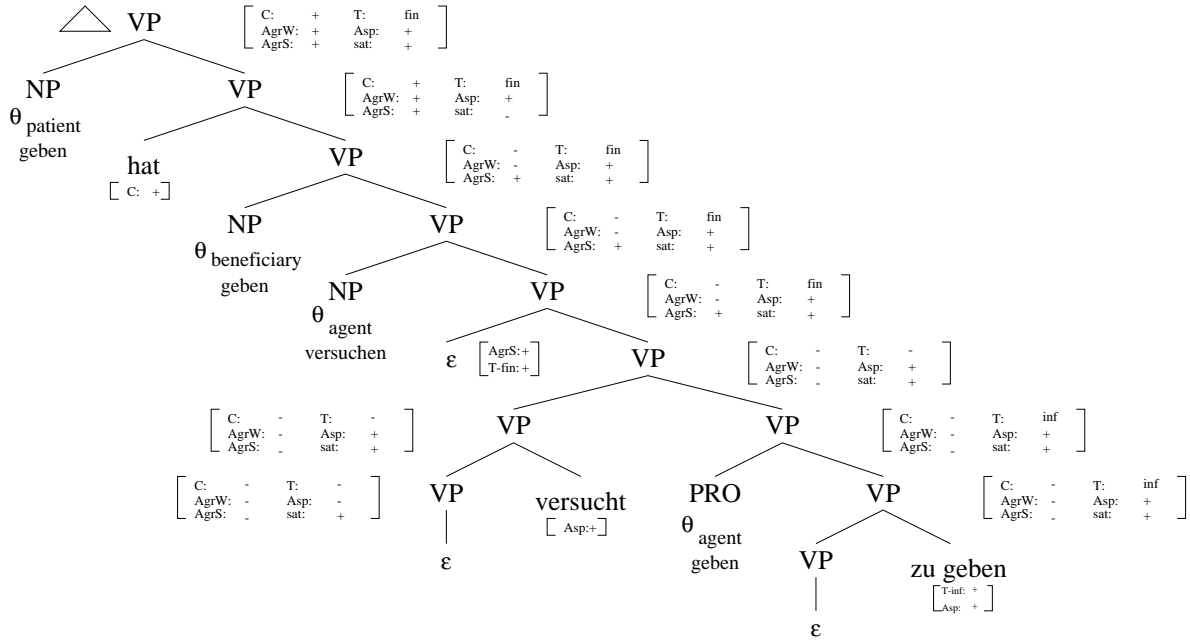 VP
C: + T: fin
AgrW: + Asp: +
AgrS: + sat: +
NP VP
C: + T: fin
AgrW: + Asp: +
AgrS: + sat: -
θ patient
geben
hat
[ C: + ]
VP
C: - T: fin
AgrW: - Asp: +
AgrS: + sat: +
NP VP
C: - T: fin
AgrW: - Asp: +
AgrS: + sat: +
θ beneficiary
geben
NP VP
C: - T: fin
AgrW: - Asp: +
AgrS: + sat: +
θ agent
versuchen
ε
AgrS:+
T-fin: +
VP
C: - T: -
AgrW: - Asp: +
AgrS: - sat: +
C: - T: -
AgrW: - Asp: +
AgrS: - sat: +
VP VP
C: - T: inf
AgrW: - Asp: +
AgrS: - sat: +
C: - T: -
AgrW: - Asp: -
AgrS: - sat: +
VP versucht PRO VP
[ Asp:+ ]
C: - T: inf
AgrW: - Asp: +
AgrS: - sat: +
θ agent
geben
ε
VP zu geben
T-inf: +
Asp: +
ε